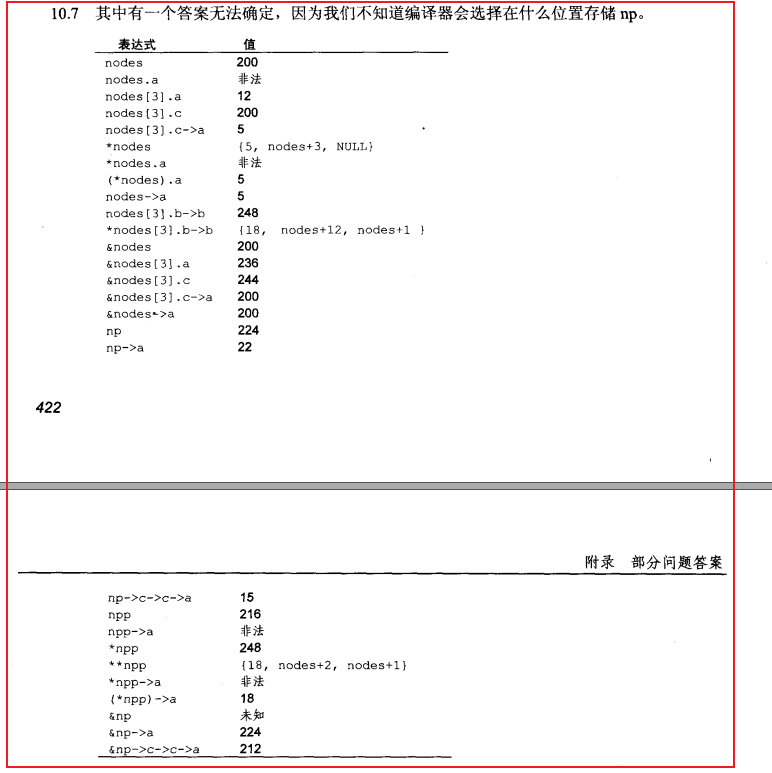 10.7 其中有一个答案无法确定，因为我们不知道编译器会选择在什么位置存储 np。
表达式 值
nodes 200
nodes.a 非法
nodes[3].a 12
nodes[3].c 200
nodes[3].c->a 5
*nodes {5, nodes+3, NULL}
*nodes.a 非法
(*nodes).a 5
nodes->a 5
nodes[3].b->b 248
*nodes[3].b->b {18, nodes+12, nodes+1 }
&nodes 200
&nodes[3].a 236
&nodes[3].c 244
&nodes[3].c->a 200
&nodes->a 200
np 224
np->a 22
422
附录 部分问题答案
np->c->c->a 15
npp 216
npp->a 非法
*npp 248
**npp {18, nodes+2, nodes+1}
*npp->a 非法
(*npp)->a 18
&np 未知
&np->a 224
&np->c->c->a 212